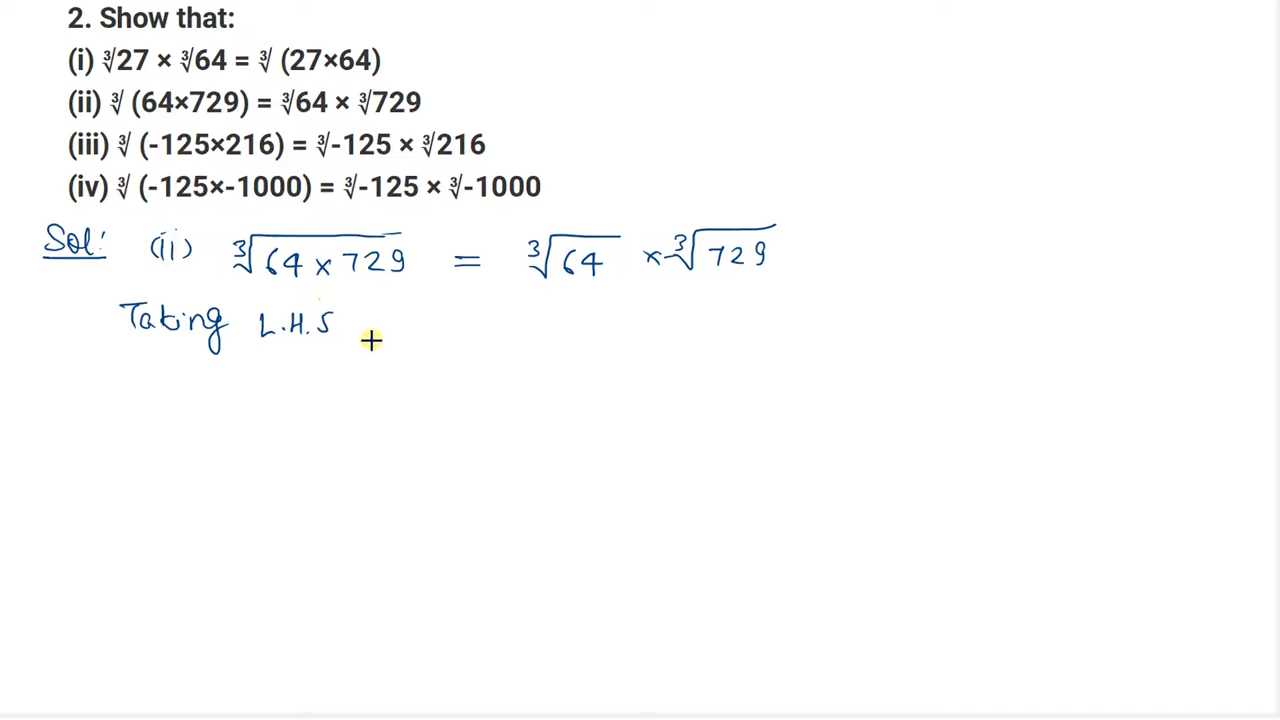 2. Show that:
(i) ∛27 × ∛64 = ∛ (27×64)
(ii) ∛ (64×729) = ∛64 × ∛729
(iii) ∛ (-125×216) = ∛-125 × ∛216
(iv) ∛ (-125×-1000) = ∛-125 × ∛-1000
Sol: (ii) ∛64 × 729 = ∛64 × ∛729
Taking L.H.S